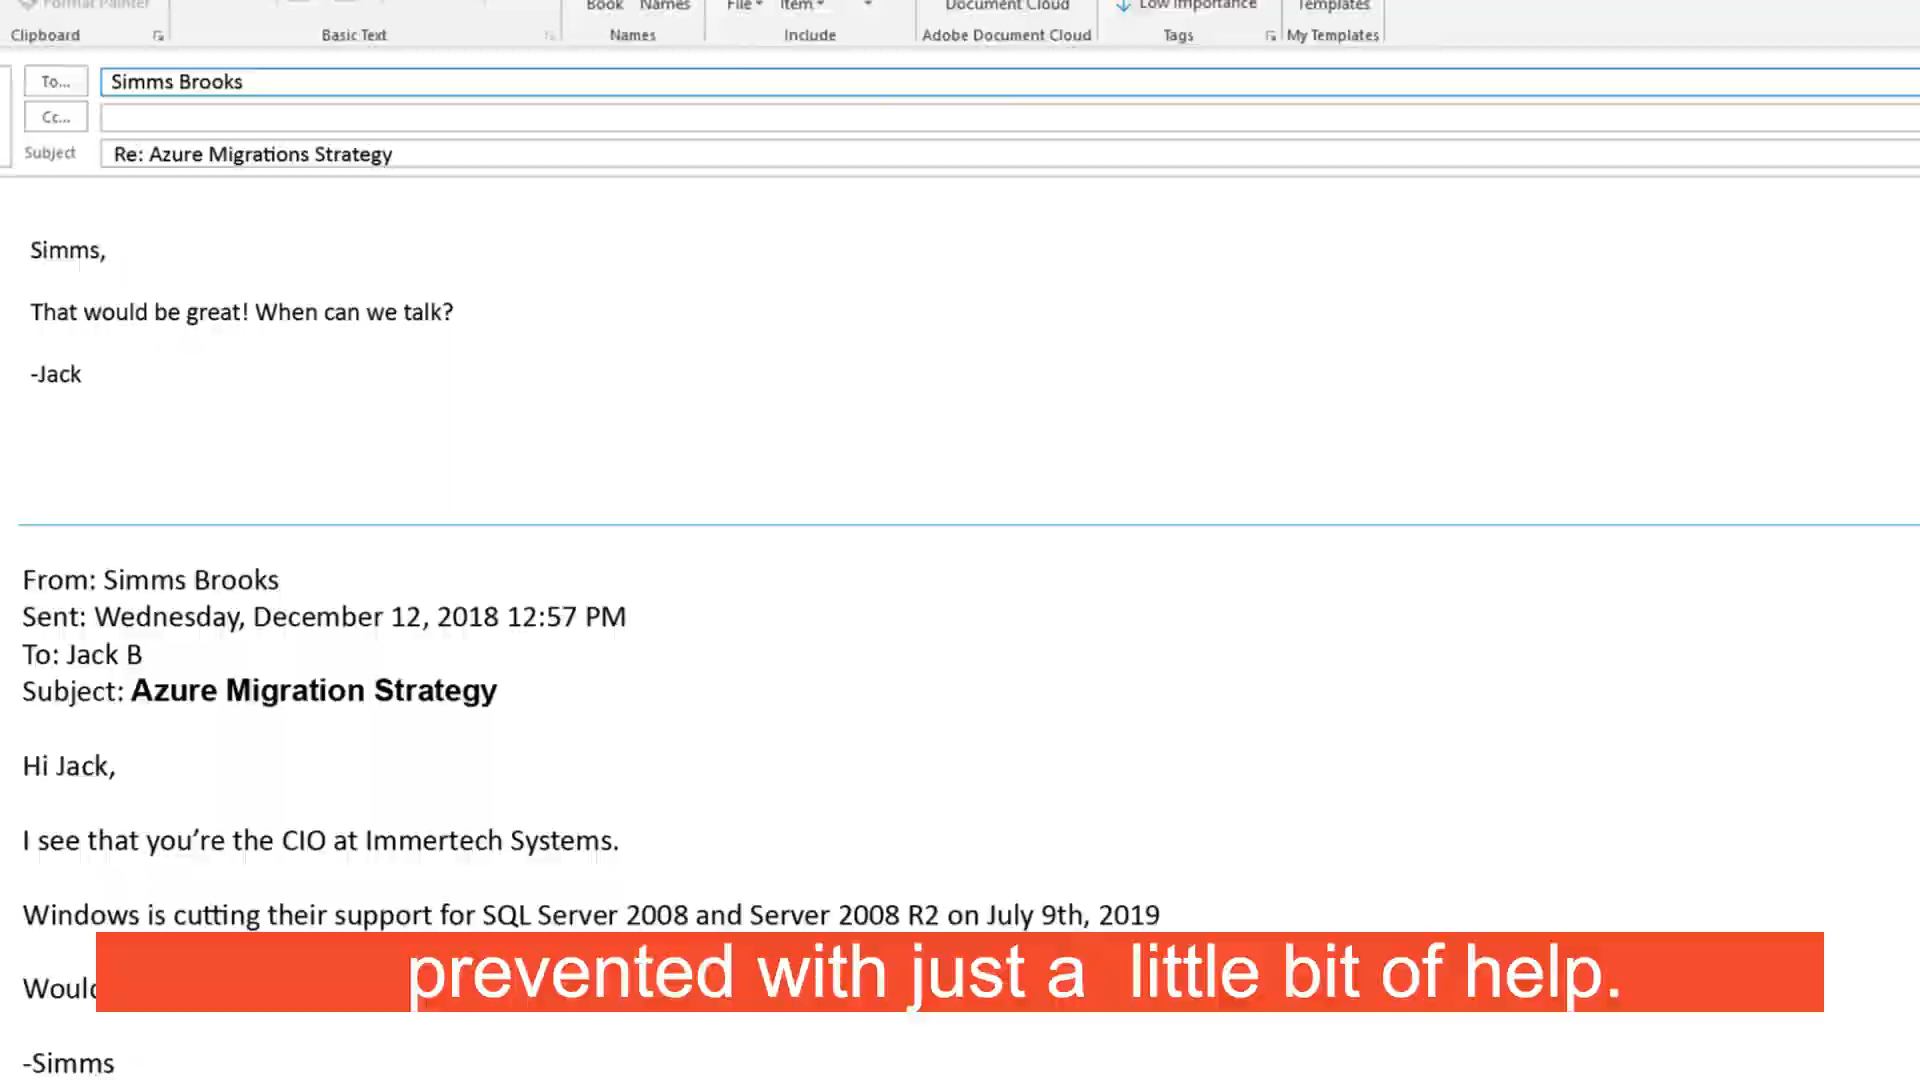 Format Painter
Book Names File Item Document Cloud Low Importance Templates
Clipboard Basic Text Names Include Adobe Document Cloud Tags My Templates
To... Simms Brooks
Cc...
Subject Re: Azure Migrations Strategy
Simms,
That would be great! When can we talk?
-Jack
From: Simms Brooks
Sent: Wednesday, December 12, 2018 12:57 PM
To: Jack B
Subject: Azure Migration Strategy
Hi Jack,
I see that you’re the CIO at Immertech Systems.
Windows is cutting their support for SQL Server 2008 and Server 2008 R2 on July 9th, 2019
prevented with just a little bit of help.
-Simms